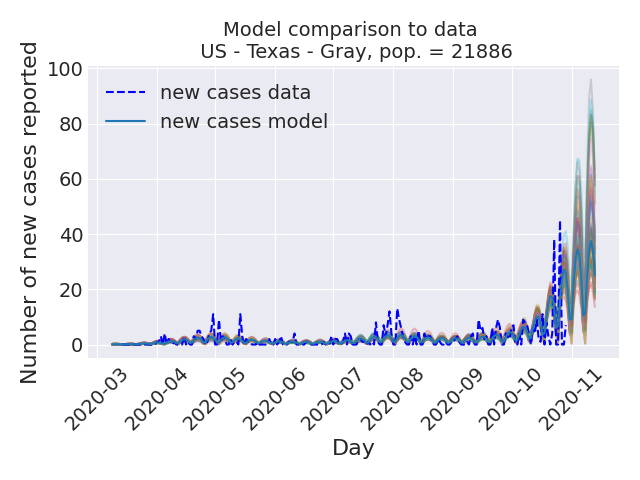 Model comparison to data
US - Texas - Gray, pop. = 21886
Number of new cases reported
100
80
60
40
20
0
new cases data
new cases model
2020-03
2020-04
2020-05
2020-06
2020-07
2020-08
2020-09
2020-10
2020-11
Day